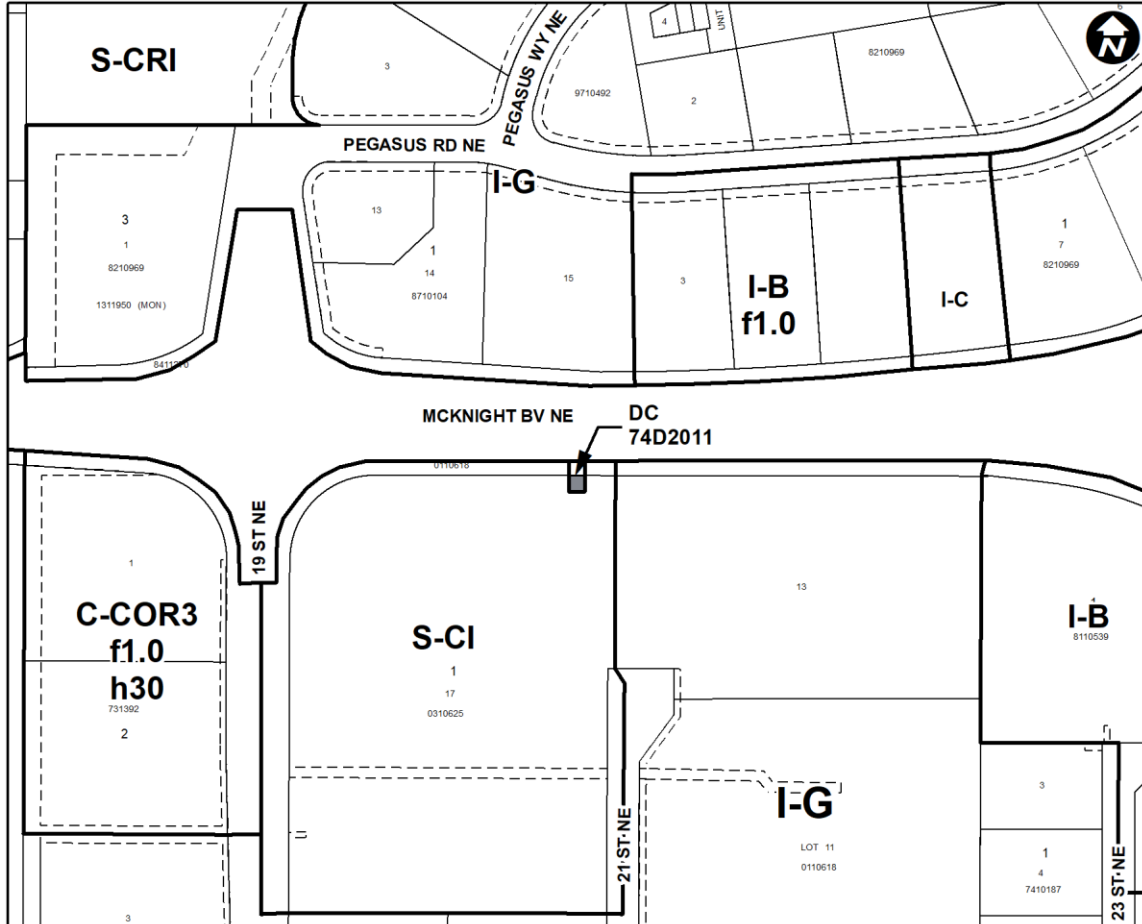 6
4
UNIT
PEGASUS WY NE
N
S-CRI
3
8210969
9710492
2
PEGASUS RD NE
I-G
13
3
1
8210969
1311950 (MON)
1
14
8710104
15
3
I-B
f1.0
I-C
1
7
8210969
MCKNIGHT BV NE
DC
74D2011
0110618
19 ST NE
1
C-COR3
f1.0
h30
731392
2
S-CI
1
17
0310625
13
I-B
8110539
I-G
LOT 11
0110618
21 ST NE
3
1
4
7410187
23 ST NE
3